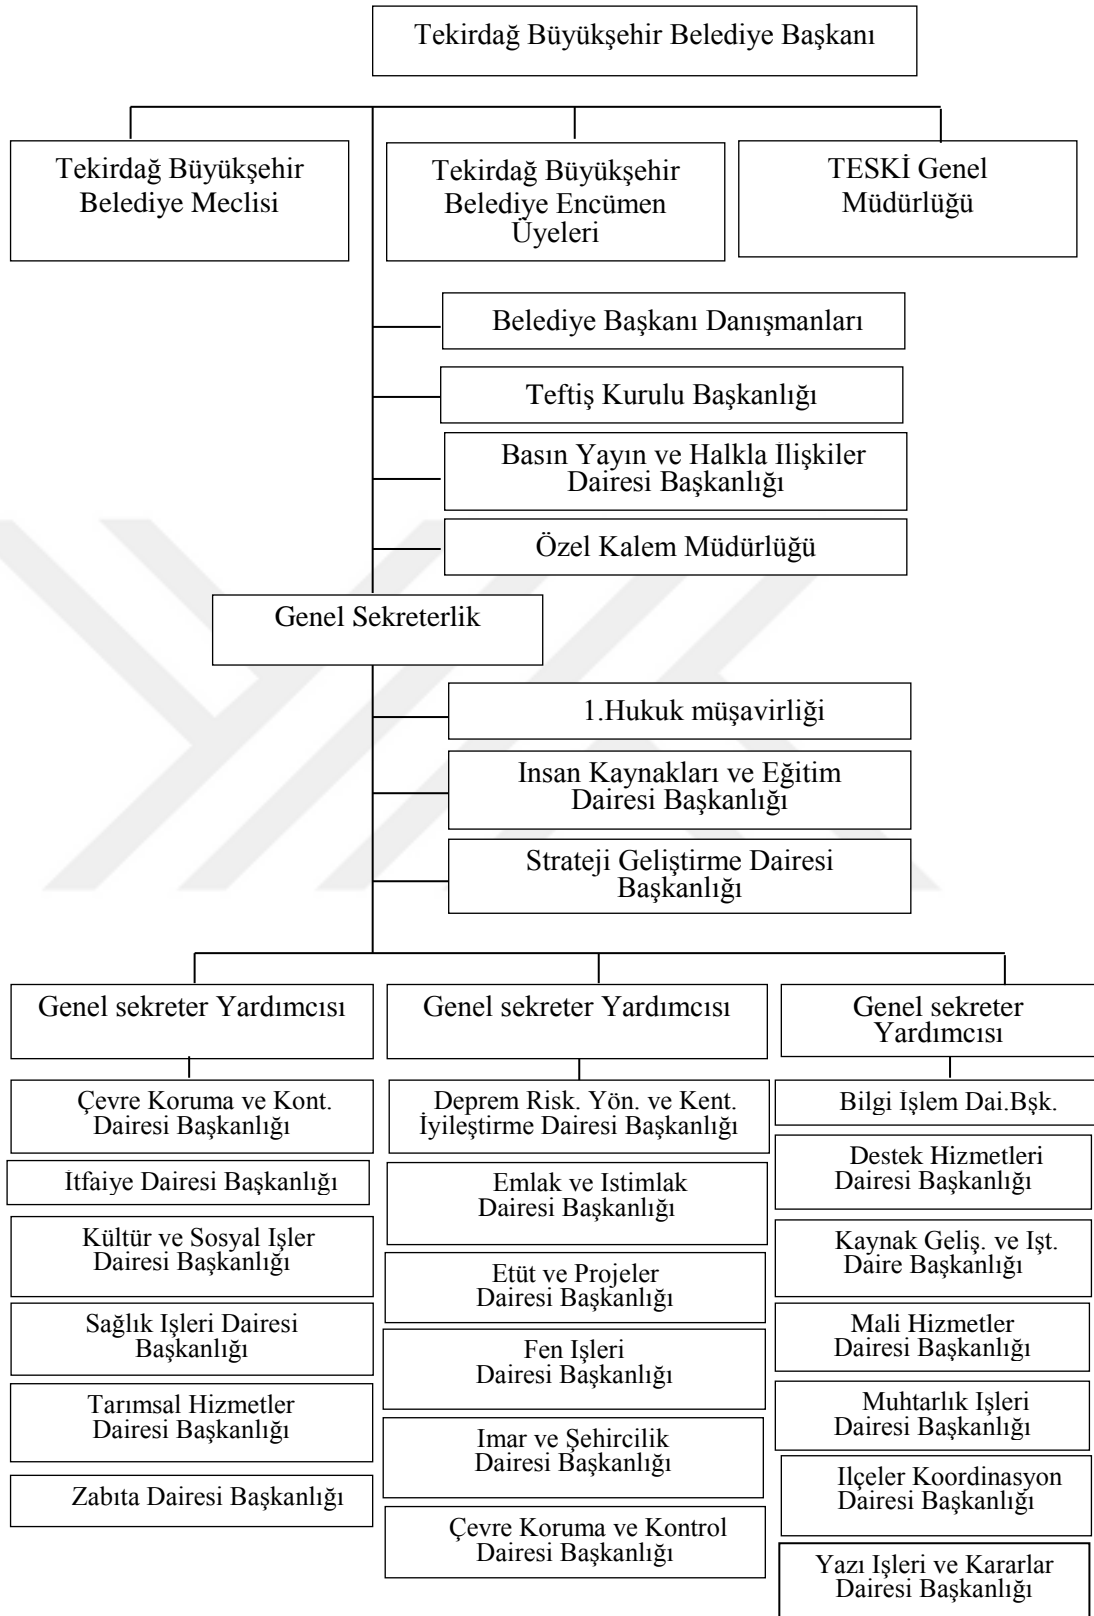 Tekirdağ Büyükşehir Belediye Başkanı
Tekirdağ Büyükşehir
Belediye Meclisi
Tekirdağ Büyükşehir
Belediye Encümen
Üyeleri
TESKİ Genel
Müdürlüğü
Belediye Başkanı Danışmanları
Teftiş Kurulu Başkanlığı
Basın Yayın ve Halkla Ilişkiler
Dairesi Başkanlığı
Özel Kalem Müdürlüğü
Genel Sekreterlik
1.Hukuk müşavirliği
Insan Kaynakları ve Eğitim
Dairesi Başkanlığı
Strateji Geliştirme Dairesi
Başkanlığı
Genel sekreter Yardımcısı
Çevre Koruma ve Kont.
Dairesi Başkanlığı
Itfaiye Dairesi Başkanlığı
Kültür ve Sosyal Işler
Dairesi Başkanlığı
Sağlık Işleri Dairesi
Başkanlığı
Tarımsal Hizmetler
Dairesi Başkanlığı
Zabıta Dairesi Başkanlığı
Genel sekreter Yardımcısı
Deprem Risk. Yön. ve Kent.
İyileştirme Dairesi Başkanlığı
Emlak ve Istimlak
Dairesi Başkanlığı
Etüt ve Projeler
Dairesi Başkanlığı
Fen Işleri
Dairesi Başkanlığı
Imar ve Şehircilik
Dairesi Başkanlığı
Çevre Koruma ve Kontrol
Dairesi Başkanlığı
Genel sekreter
Yardımcısı
Bilgi İşlem Dai.Bşk.
Destek Hizmetleri
Dairesi Başkanlığı
Kaynak Geliş. ve Işt.
Daire Başkanlığı
Mali Hizmetler
Dairesi Başkanlığı
Muhtarlık Işleri
Dairesi Başkanlığı
Ilçeler Koordinasyon
Dairesi Başkanlığı
Yazı Işleri ve Kararlar
Dairesi Başkanlığı